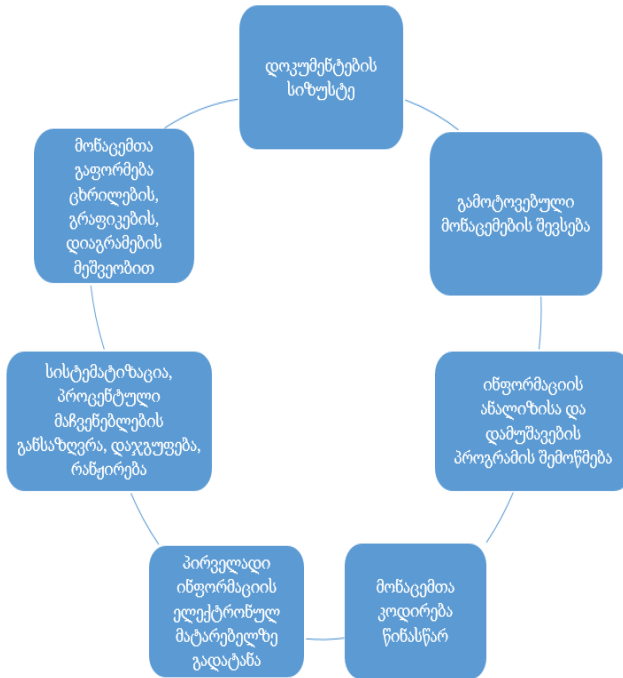 დოკუმენტების
სიზუსტე
გამოტოვებული
მონაცემების შევსება
ინფორმაციის
ანალიზისა და
დამუშავების
პროგრამის შემოწმება
მონაცემთა
კოდირება
წინასწარ
პირველადი
ინფორმაციის
ელექტრონულ
მატარებელზე
გადატანა
სისტემატიზაცია,
პროცენტული
მაჩვენებლების
განსაზღვრა, დაჯგუფება,
რანჟირება
მონაცემთა
გაფორმება
ცხრილების,
გრაფიკების,
დიაგრამების
მეშვეობით